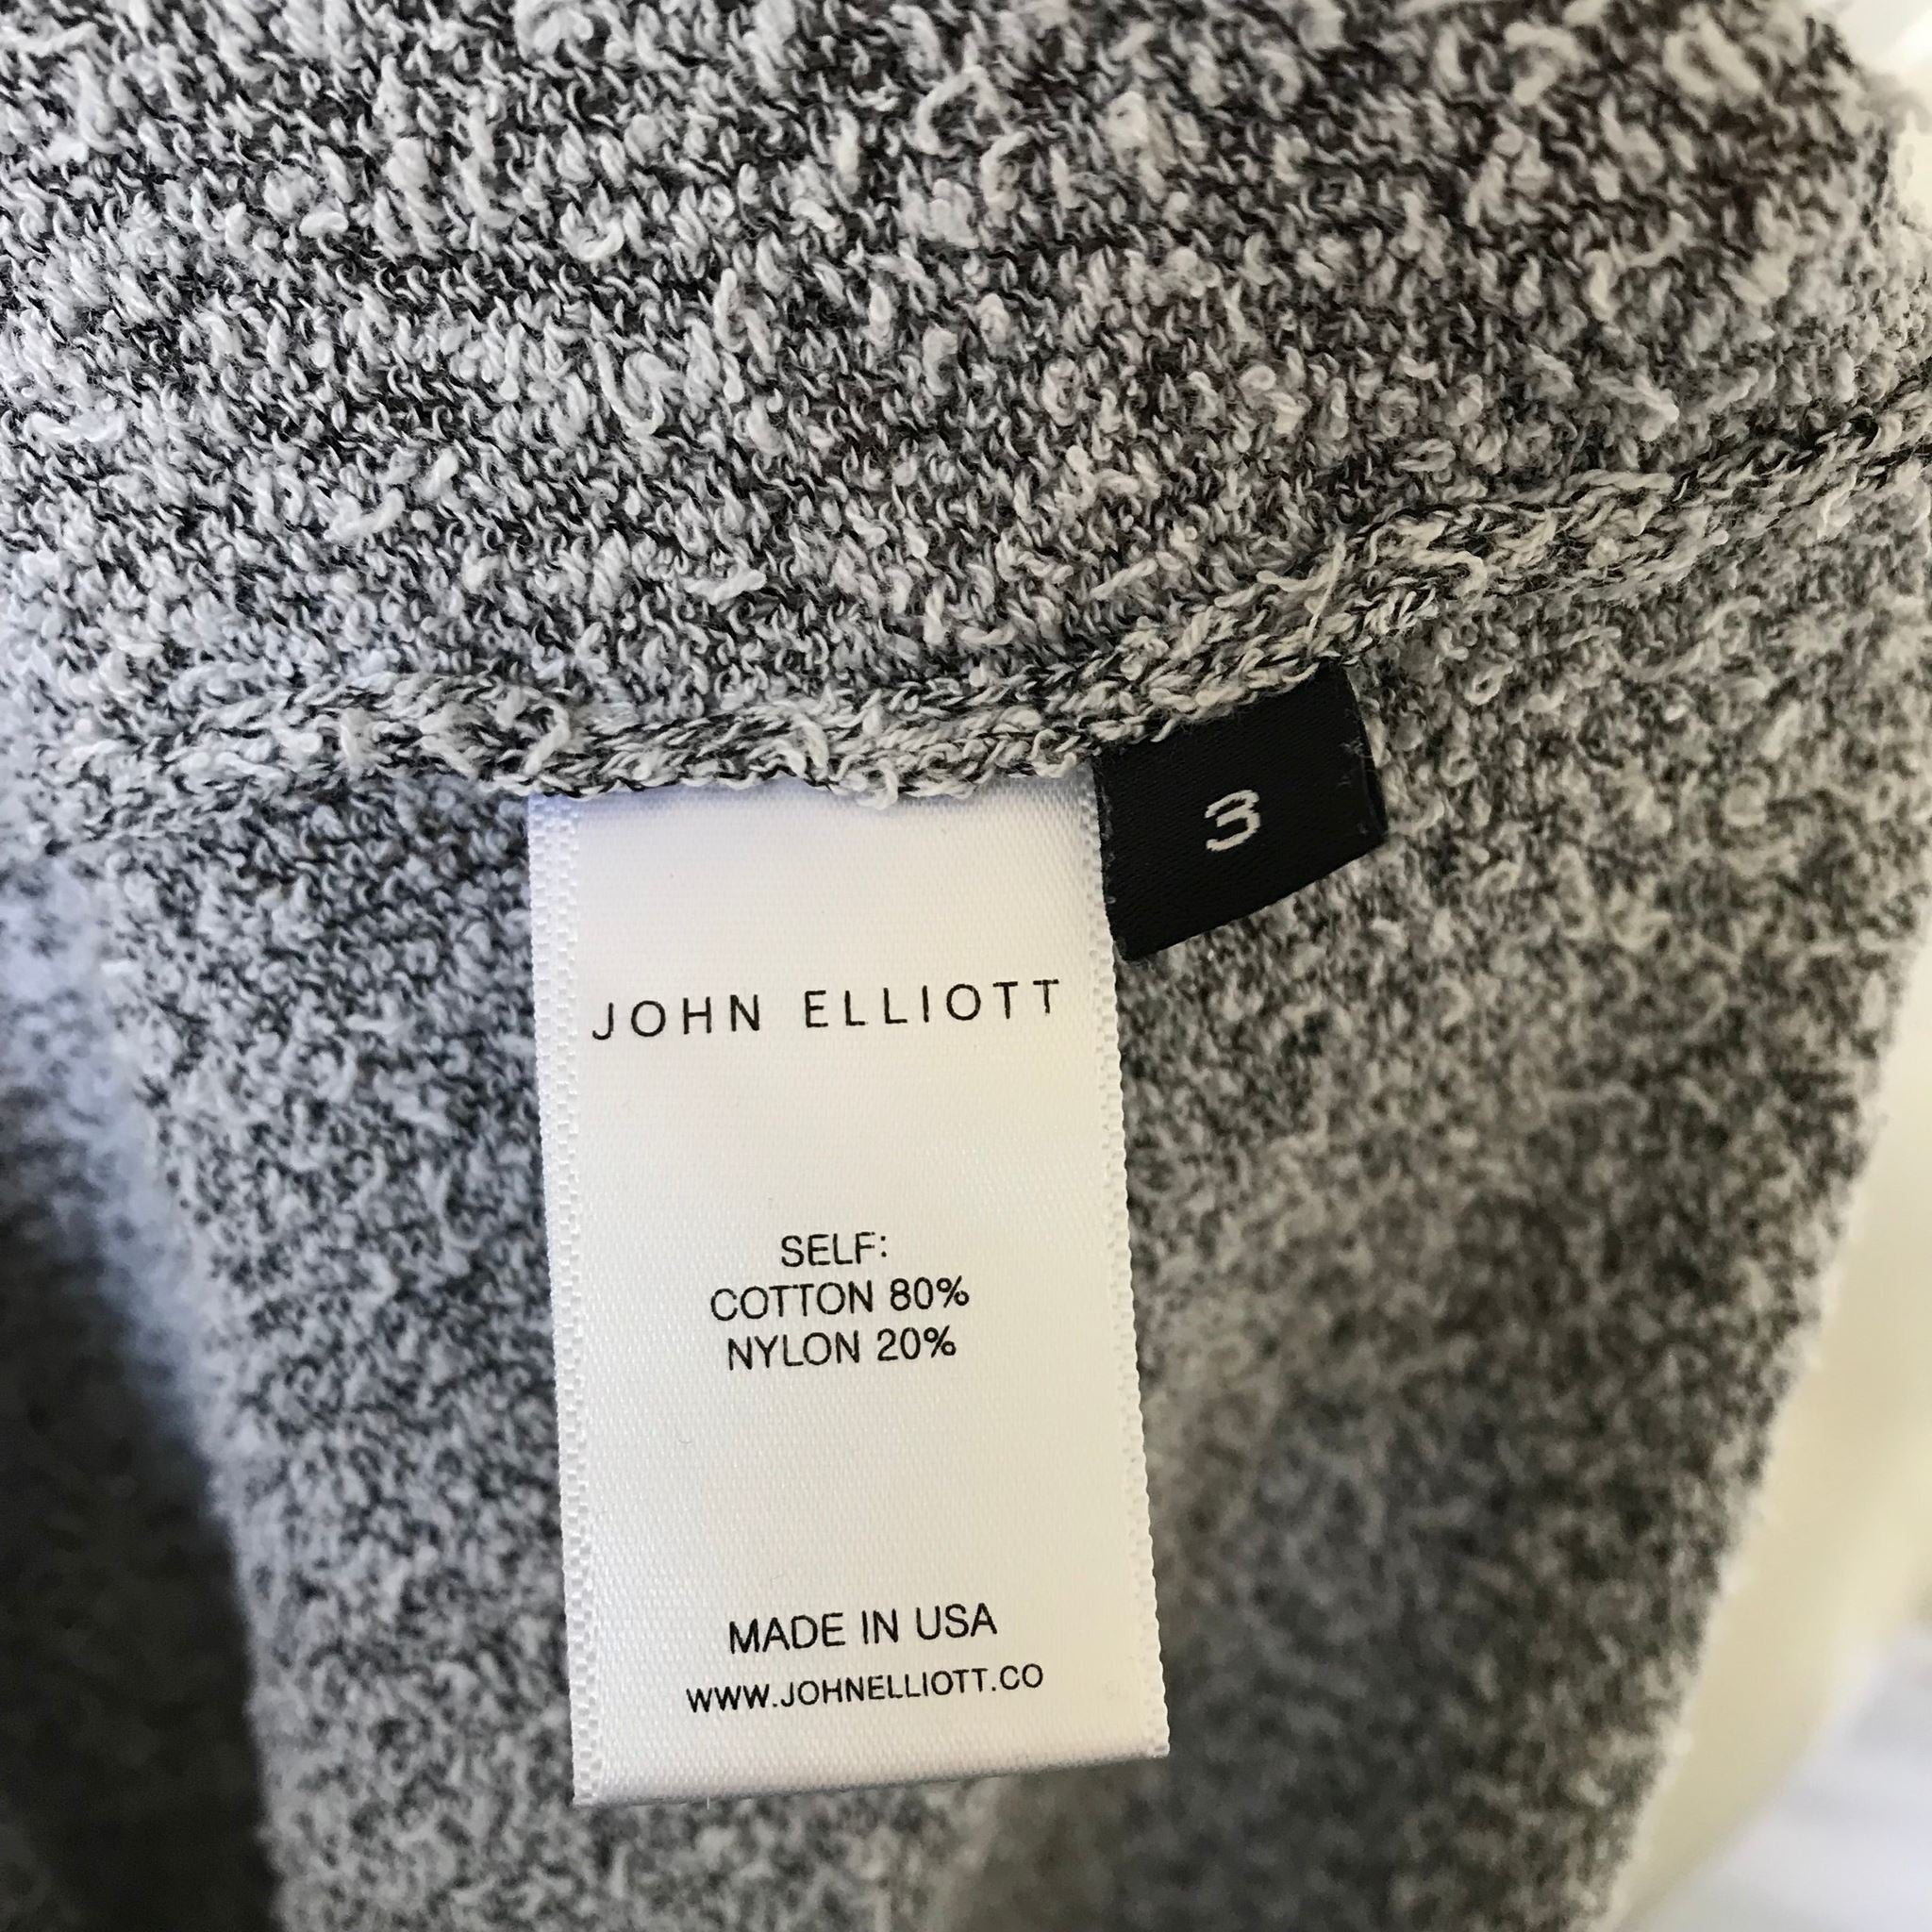 3
JOHN ELLIOTT
SELF:
COTTON 80%
NYLON 20%
MADE IN USA
WWW.JOHNELLIOTT.CO